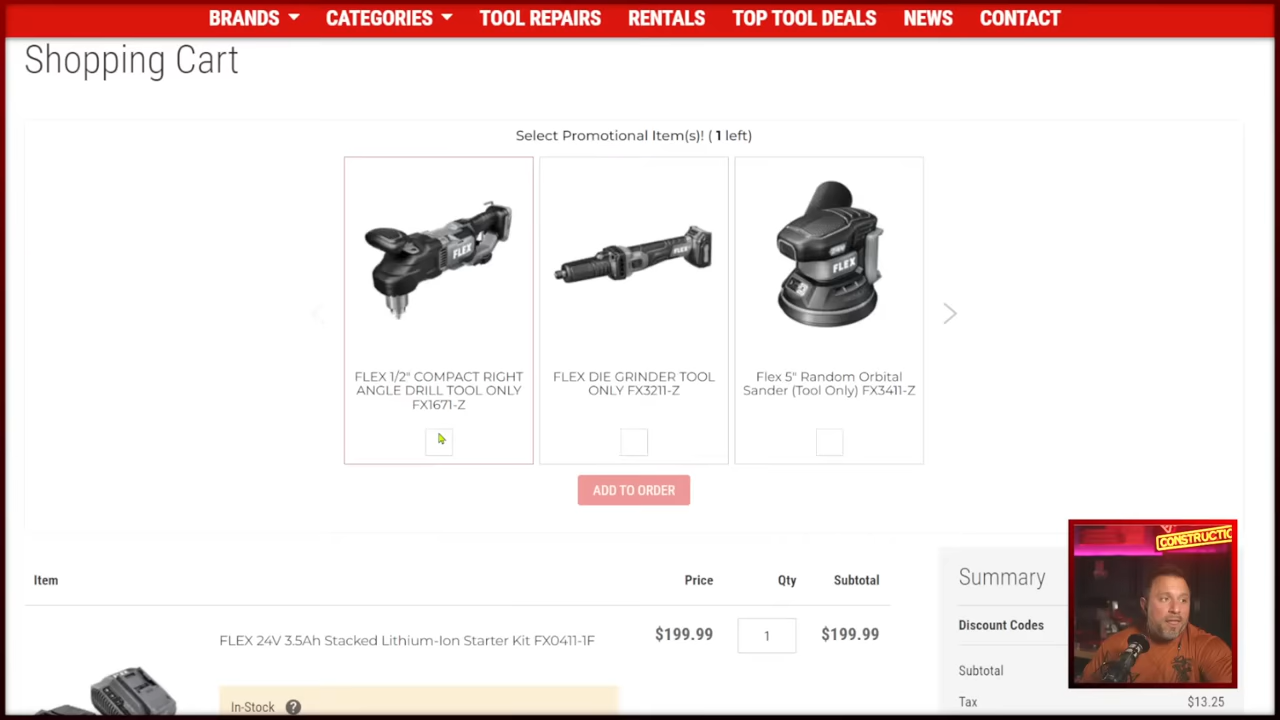 BRANDS CATEGORIES TOOL REPAIRS RENTALS TOP TOOL DEALS NEWS CONTACT
Shopping Cart
Select Promotional Item(s)! ( 1 left)
FLEX
FLEX
FLEX
FLEX 1/2" COMPACT RIGHT
ANGLE DRILL TOOL ONLY
FX1671-Z
FLEX DIE GRINDER TOOL
ONLY FX3211-Z
Flex 5" Random Orbital
Sander (Tool Only) FX3411-Z
ADD TO ORDER
Item Price Qty Subtotal
FLEX 24V 3.5Ah Stacked Lithium-Ion Starter Kit FX0411-1F $199.99 1 $199.99
In-Stock ?
Summary
Discount Codes
Subtotal
Tax $13.25